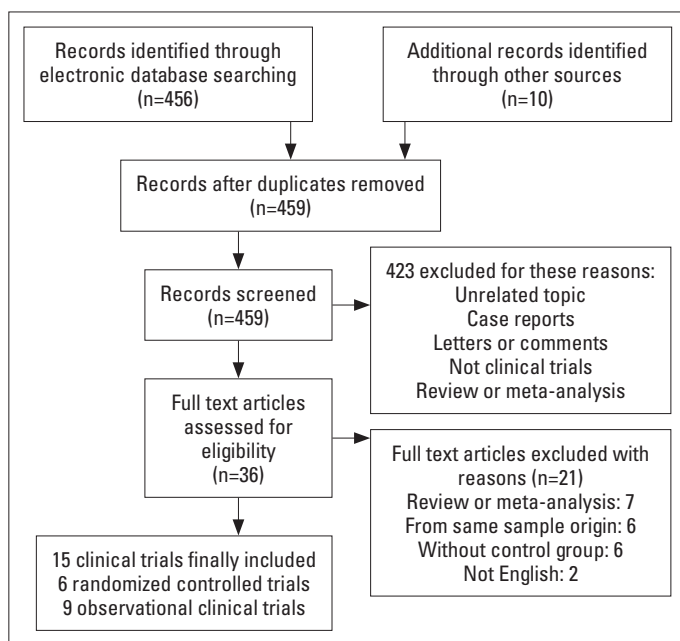 Records identified through
electronic database searching
(n=456)
Additional records identified
through other sources
(n=10)
Records after duplicates removed
(n=459)
Records screened
(n=459)
423 excluded for these reasons:
Unrelated topic
Case reports
Letters or comments
Not clinical trials
Review or meta-analysis
Full text articles
assessed for
eligibility
(n=36)
Full text articles excluded with
reasons (n=21)
Review or meta-analysis: 7
From same sample origin: 6
Without control group: 6
Not English: 2
15 clinical trials finally included
6 randomized controlled trials
9 observational clinical trials